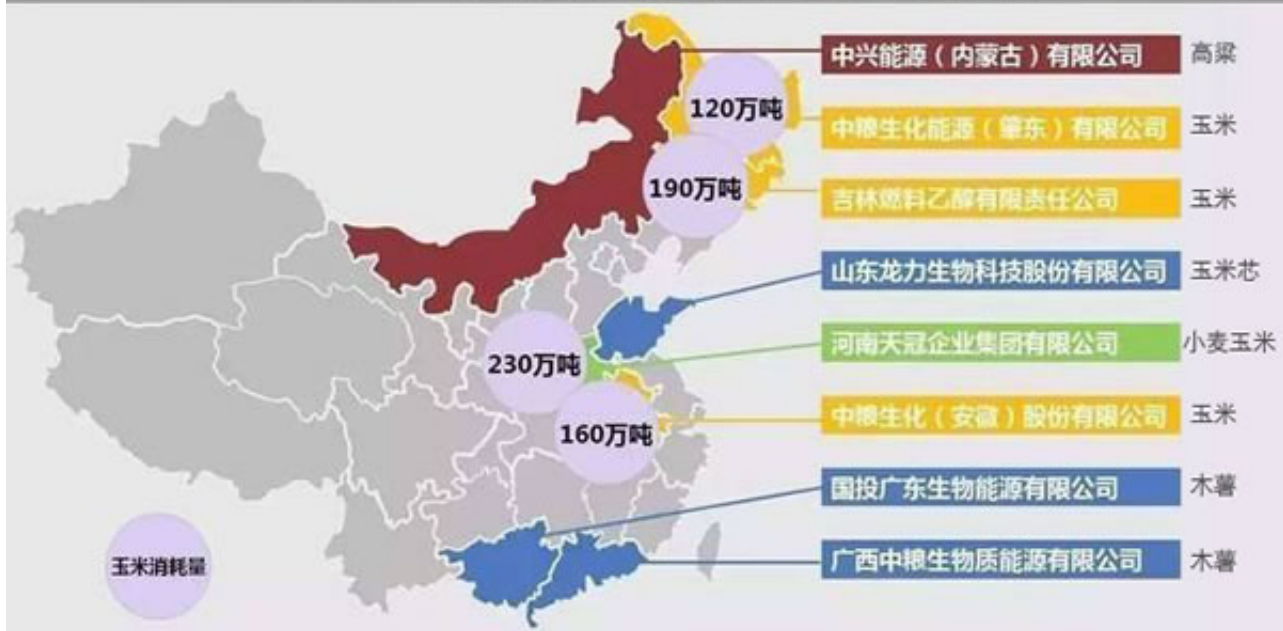 中兴能源（内蒙古）有限公司 高粱
120万吨
中粮生化能源（肇东）有限公司 玉米
190万吨
吉林燃料乙醇有限责任公司 玉米
山东龙力生物科技股份有限公司 玉米芯
河南天冠企业集团有限公司 小麦玉米
230万吨
中粮生化（安徽）股份有限公司 玉米
160万吨
国投广东生物能源有限公司 木薯
广西中粮生物质能源有限公司 木薯
玉米消耗量